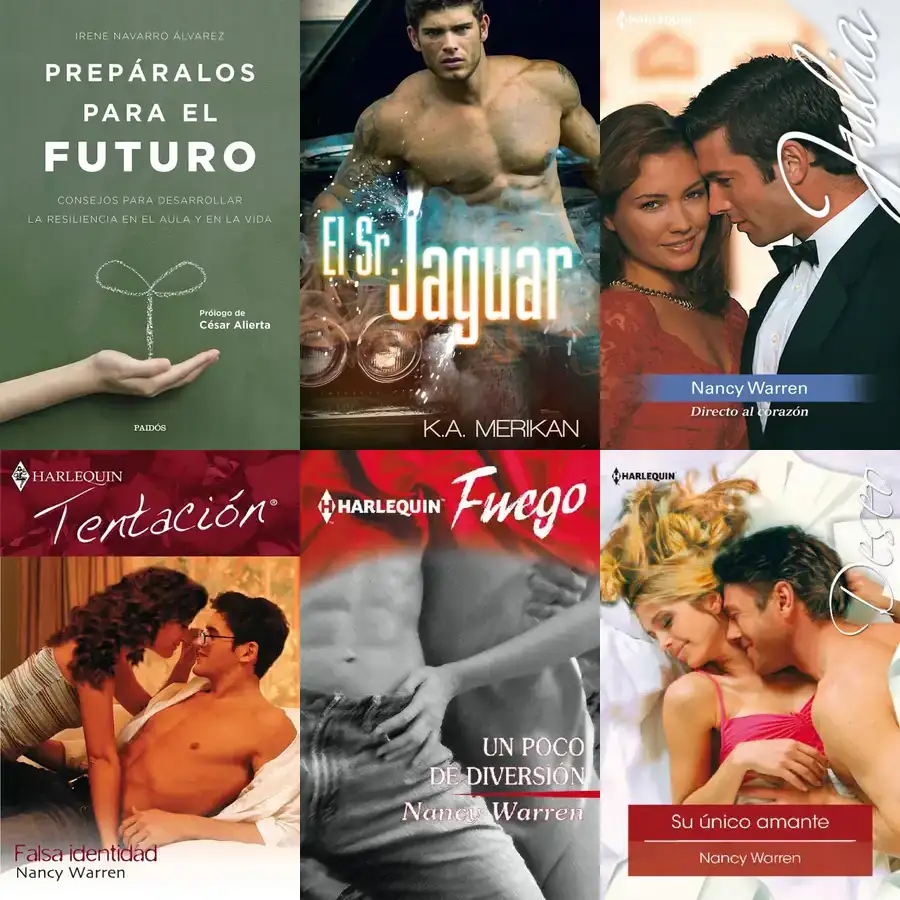 IRENE NAVARRO ÁLVAREZ
PREPÁRALOS
PARA EL
FUTURO
CONSEJOS PARA DESARROLLAR
LA RESILIENCIA EN EL AULA Y EN LA VIDA
Prólogo de
César Alierta
PAIDÓS
El Sr.
Jaguar
K.A. MERIKAN
HARLEQUIN
Julia
Nancy Warren
Directo al corazón
HARLEQUIN
Tentación®
Falsa identidad
Nancy Warren
HARLEQUIN™
Fuego
UN POCO
DE DIVERSIÓN
Nancy Warren
HARLEQUIN
Deseo
Su único amante
Nancy Warren